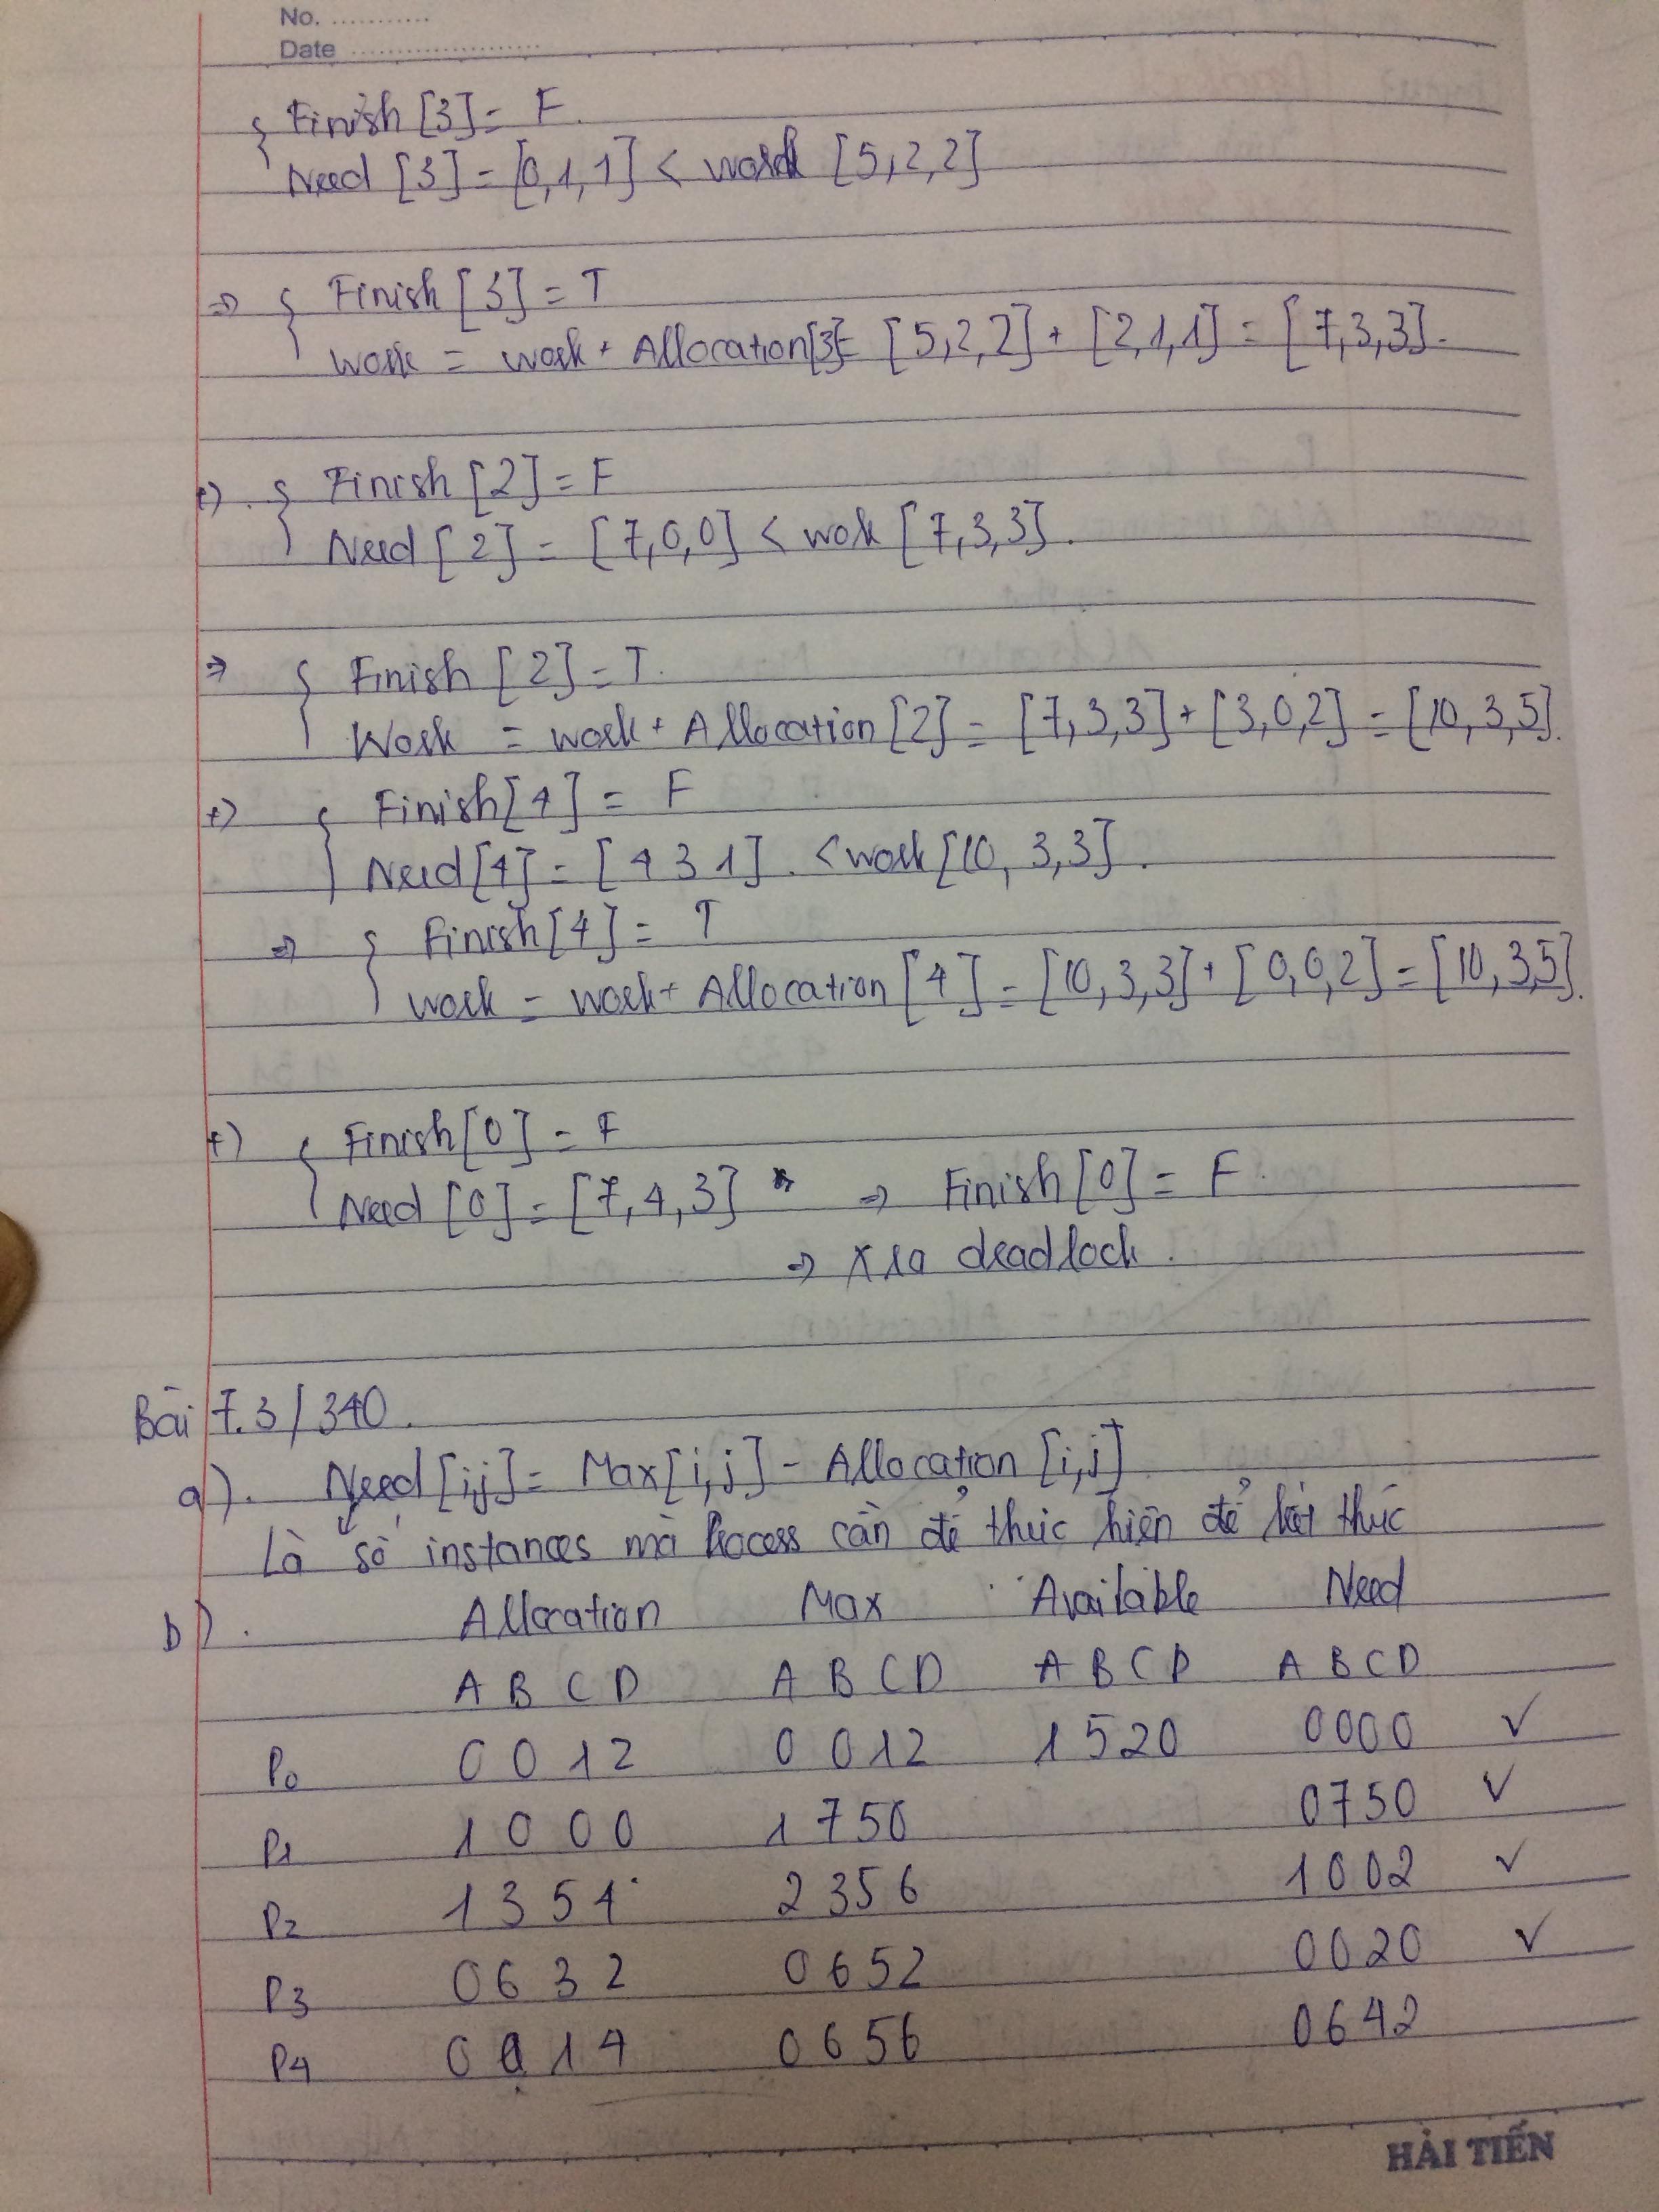 No. ............
Date ......................
{ Finish [3] = F.
Need [3] = [0,1,1] < work [5,2,2]
=> { Finish [3] = T
work = work + Allocation[3] = [5,2,2] + [2,1,1] = [7,3,3].
+) { Finish [2] = F
Need [2] = [7,0,0] < wok [7,3,3].
=> { Finish [2] = T.
Work = work + Allocation [2] = [7,3,3] + [3,0,2] = [10,3,5].
+) { Finish[4] = F
Need[4] = [4 3 1] . < work [10, 3,3].
=> { Finish[4] = T
work = work + Allocation [4] = [10,3,3] + [0,0,2] = [10,3,5].
+) { Finish[0] = F
Need [0] = [7,4,3] => Finish[0] = F.
=> xra deadlock.
Bài 7.3/340.
a). Need[i,j] = Max[i,j] - Allocation [i,j]
Là số instances mà Process cần để thực hiện để kết thúc
b). Allocation Max Available Need
A B C D A B C D A B C D A B C D
P0 0 0 1 2 0 0 1 2 1 5 2 0 0 0 0 0 ✓
P1 1 0 0 0 1 7 5 0 0 7 5 0 ✓
P2 1 3 5 4 2 3 5 6 1 0 0 2 ✓
P3 0 6 3 2 0 6 5 2 0 0 2 0 ✓
P4 0 0 1 4 0 6 5 6 0 6 4 2
HẢI TIẾN